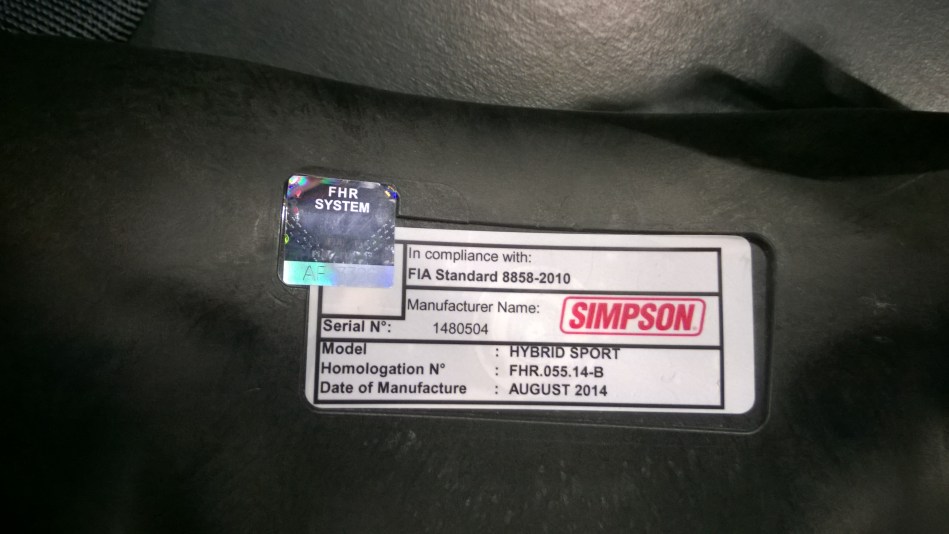 FHR
SYSTEM
AF
In compliance with:
FIA Standard 8858-2010
Manufacturer Name: SIMPSON
Serial N°: 1480504
Model : HYBRID SPORT
Homologation N° : FHR.055.14-B
Date of Manufacture : AUGUST 2014